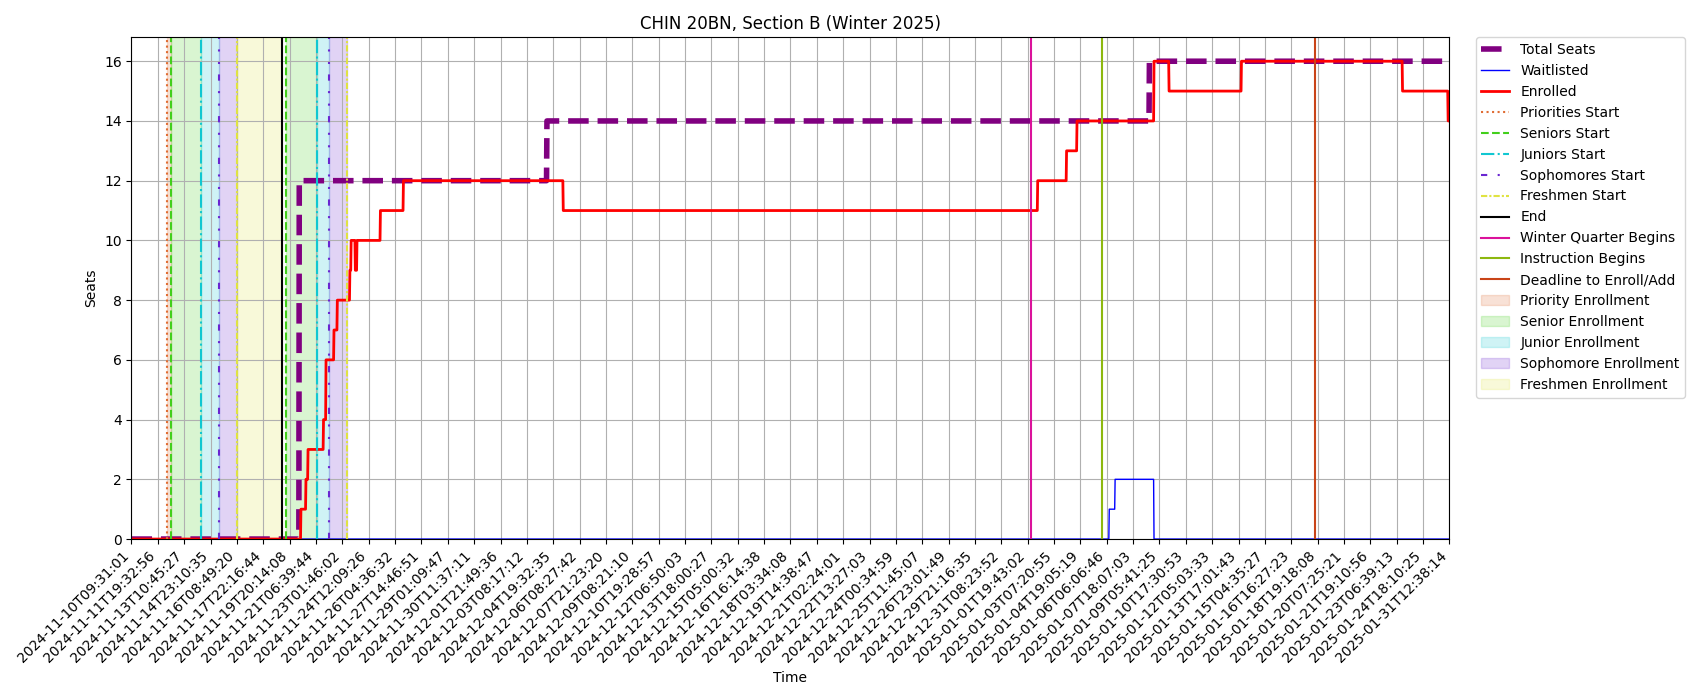 CHIN 20BN, Section B (Winter 2025)
Total Seats
Waitlisted
Enrolled
Priorities Start
Seniors Start
Juniors Start
Sophomores Start
Freshmen Start
End
Winter Quarter Begins
Instruction Begins
Deadline to Enroll/Add
Priority Enrollment
Senior Enrollment
Junior Enrollment
Sophomore Enrollment
Freshmen Enrollment
Seats
16
14
12
10
8
6
4
2
0
2024-11-10T09:31:01
2024-11-11T19:32:56
2024-11-13T10:45:27
2024-11-14T23:10:35
2024-11-16T08:49:20
2024-11-17T22:16:44
2024-11-19T20:14:08
2024-11-21T06:39:44
2024-11-23T01:46:02
2024-11-24T12:09:26
2024-11-26T04:36:32
2024-11-27T14:46:51
2024-11-29T01:09:47
2024-11-30T11:37:11
2024-12-01T21:49:36
2024-12-03T08:17:12
2024-12-04T19:32:35
2024-12-06T08:27:42
2024-12-07T21:23:20
2024-12-09T08:21:10
2024-12-10T19:28:57
2024-12-12T06:50:03
2024-12-13T18:00:27
2024-12-15T05:00:32
2024-12-16T16:14:38
2024-12-18T03:34:08
2024-12-19T14:38:47
2024-12-21T02:24:01
2024-12-22T13:27:03
2024-12-24T00:34:59
2024-12-25T11:45:07
2024-12-26T23:01:49
2024-12-29T21:16:35
2024-12-31T08:23:52
2025-01-01T19:43:02
2025-01-03T07:20:55
2025-01-04T19:05:19
2025-01-06T06:06:46
2025-01-07T18:07:03
2025-01-09T05:41:25
2025-01-10T17:30:53
2025-01-12T05:03:33
2025-01-13T17:01:43
2025-01-15T04:35:27
2025-01-16T16:27:23
2025-01-18T19:18:08
2025-01-20T07:25:21
2025-01-21T19:10:56
2025-01-23T06:39:13
2025-01-24T18:10:25
2025-01-31T12:38:14
Time